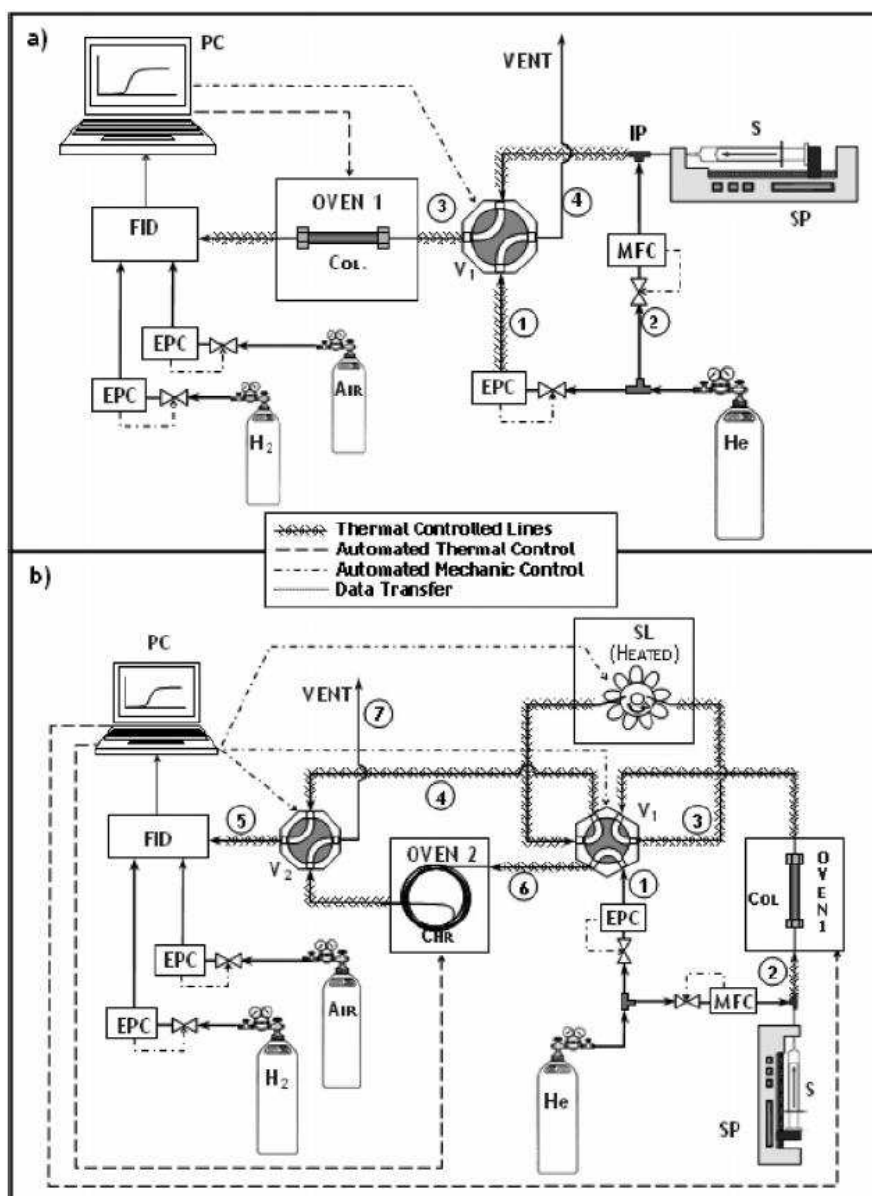 a)
PC
VENT
IP
S
SP
OVEN 1
COL.
3
4
V1
FID
MFC
1
2
EPC
EPC
AIR
EPC
H2
He
Thermal Controlled Lines
Automated Thermal Control
Automated Mechanic Control
Data Transfer
b)
PC
SL
(HEATED)
VENT
7
4
V1
3
5
FID
V2
OVEN 2
CHR
6
1
EPC
COL
OVEN 1
2
MFC
EPC
AIR
EPC
H2
He
S
SP